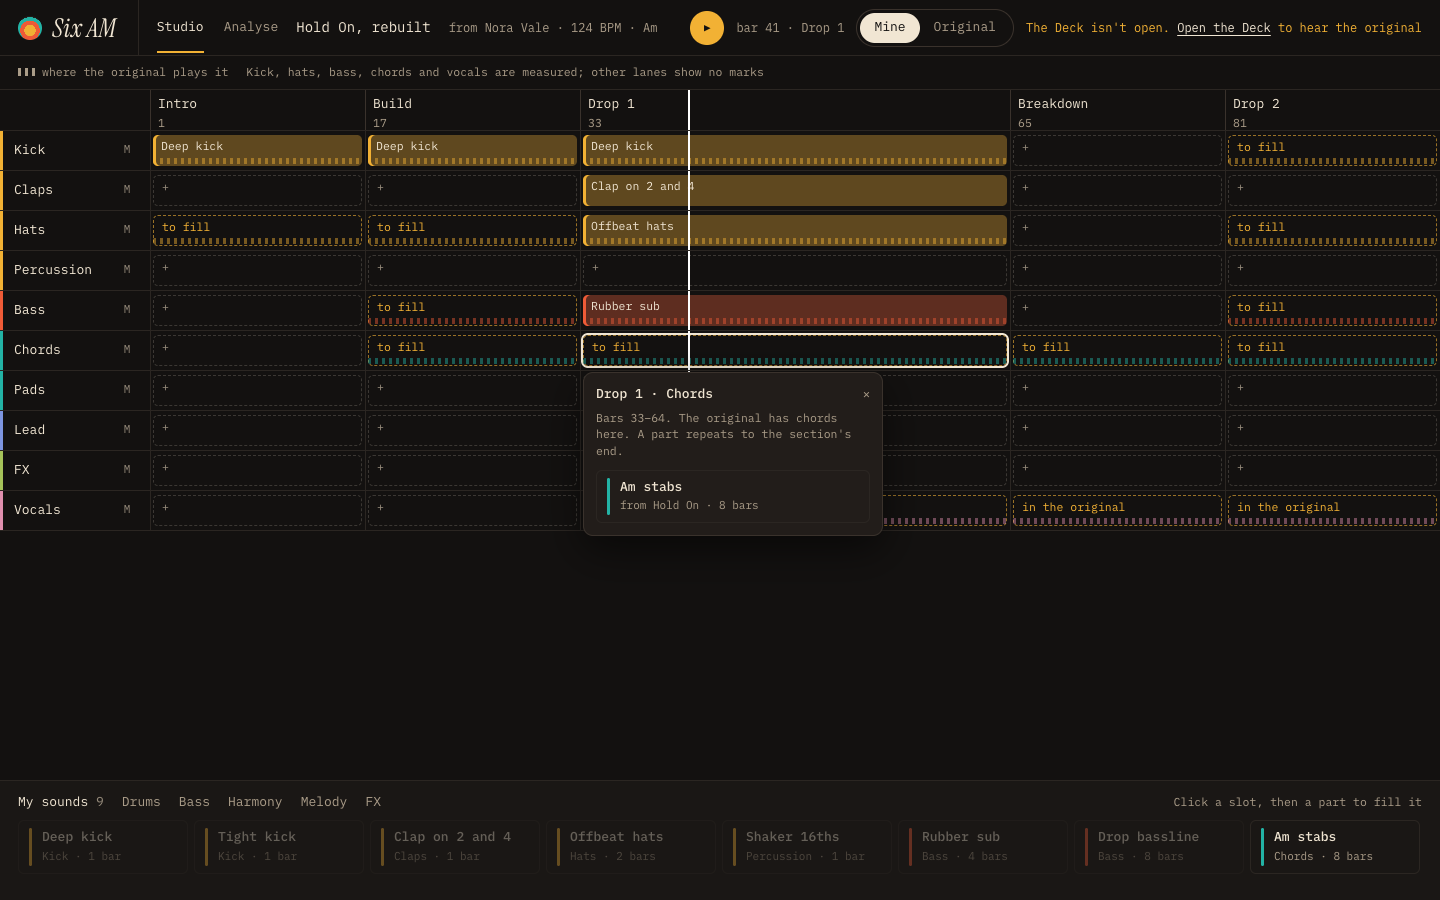 Six AM
Studio Analyse Hold On, rebuilt from Nora Vale · 124 BPM · Am bar 41 · Drop 1 Mine Original The Deck isn't open. Open the Deck to hear the original
where the original plays it Kick, hats, bass, chords and vocals are measured; other lanes show no marks
Intro Build Drop 1 Breakdown Drop 2
1 17 33 65 81
Kick M Deep kick Deep kick Deep kick + to fill
Claps M + + Clap on 2 and 4 + +
Hats M to fill to fill Offbeat hats + to fill
Percussion M + + + + +
Bass M + to fill Rubber sub + to fill
Chords M + to fill to fill to fill to fill
Pads M + + + +
Lead M + + + +
FX M + + + +
Vocals M + + in the original in the original
Drop 1 · Chords ×
Bars 33–64. The original has chords
here. A part repeats to the section's
end.
Am stabs
from Hold On · 8 bars
My sounds 9 Drums Bass Harmony Melody FX Click a slot, then a part to fill it
Deep kick Tight kick Clap on 2 and 4 Offbeat hats Shaker 16ths Rubber sub Drop bassline Am stabs
Kick · 1 bar Kick · 1 bar Claps · 1 bar Hats · 2 bars Percussion · 1 bar Bass · 4 bars Bass · 8 bars Chords · 8 bars